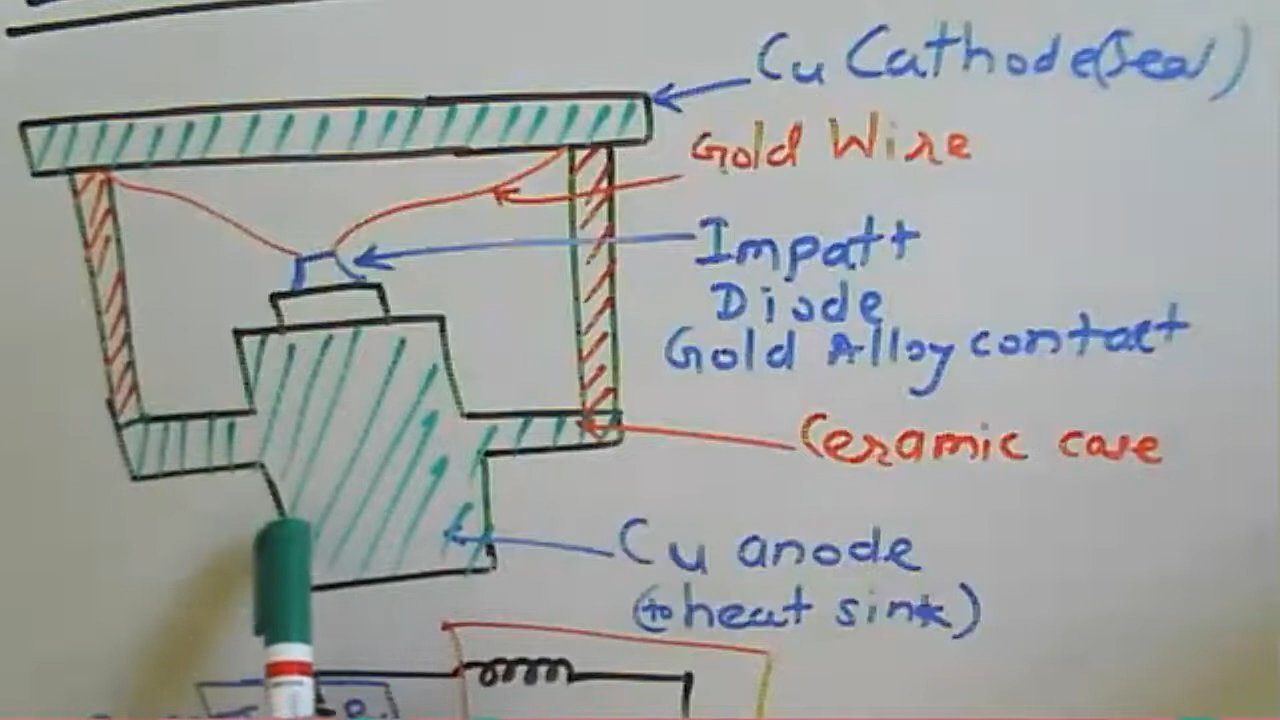 Cu Cathode (Seal)
Gold Wire
Impatt
Diode
Gold Alloy contact
Ceramic case
Cu anode
(to heat sink)